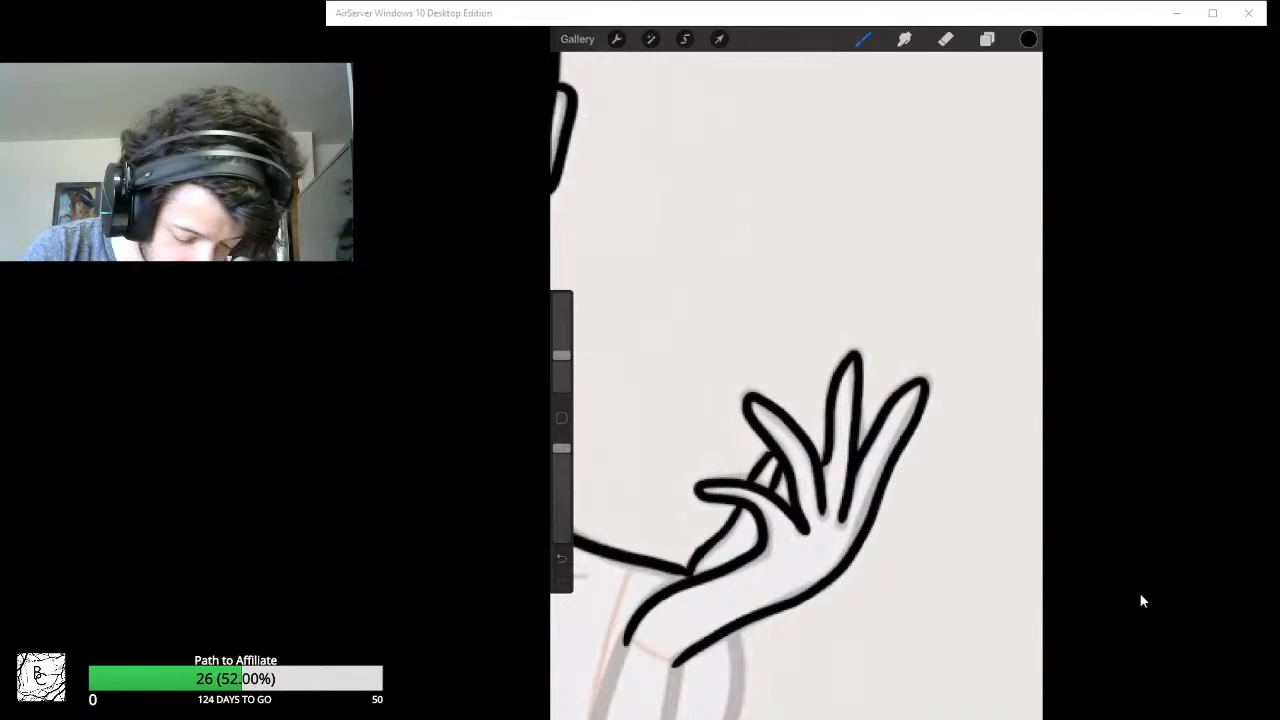 AirServer Windows 10 Desktop Edition
Gallery
Path to Affiliate
26 (52.00%)
0
124 DAYS TO GO
50